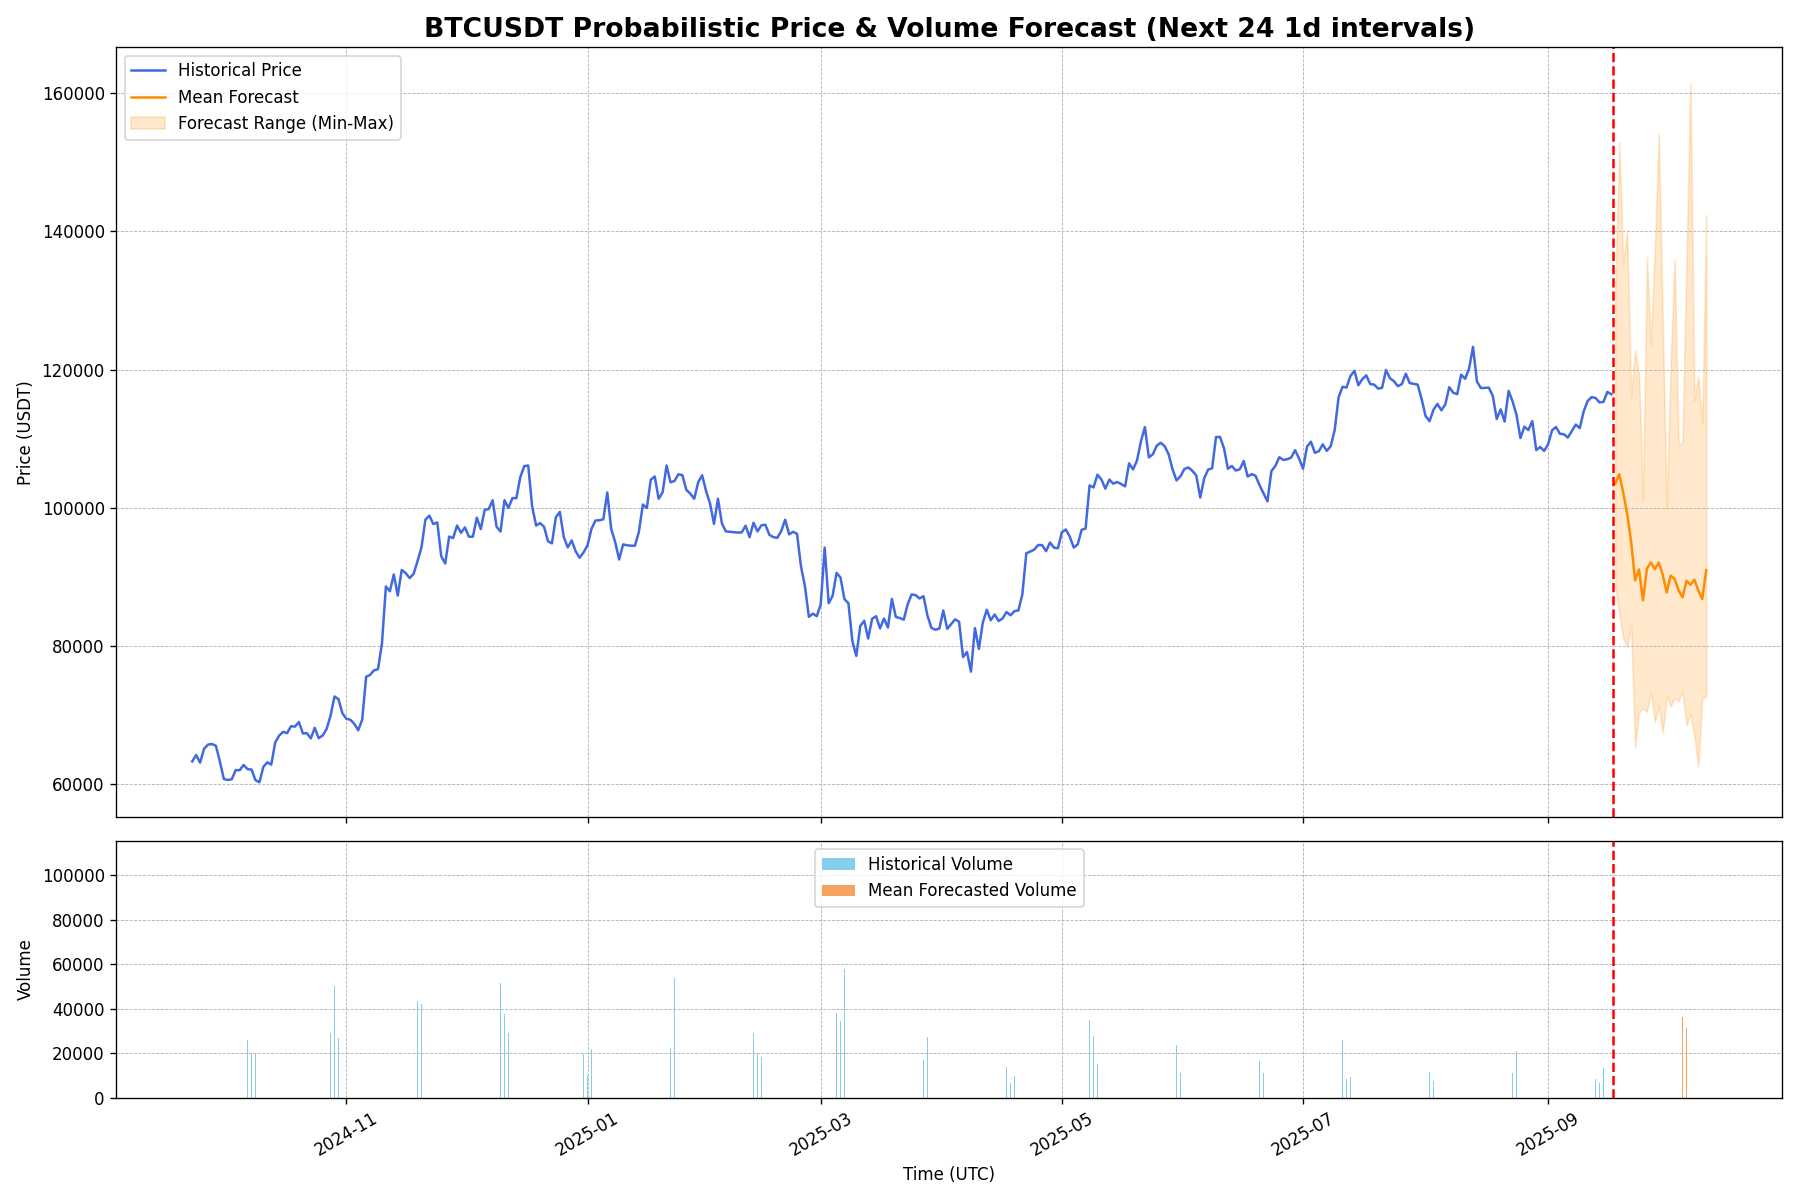 BTCUSDT Probabilistic Price & Volume Forecast (Next 24 1d intervals)
Historical Price
Mean Forecast
Forecast Range (Min-Max)
Price (USDT)
160000
140000
120000
100000
80000
60000
Historical Volume
Mean Forecasted Volume
Volume
100000
80000
60000
40000
20000
0
2024-11
2025-01
2025-03
2025-05
2025-07
2025-09
Time (UTC)